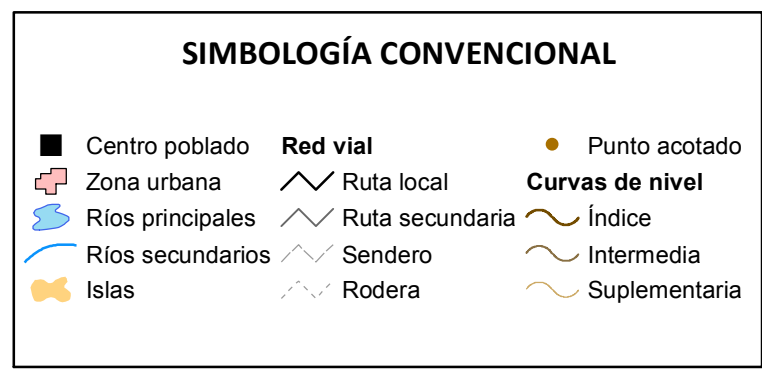 SIMBOLOGÍA CONVENCIONAL
Centro poblado
Zona urbana
Ríos principales
Ríos secundarios
Islas
Red vial
Ruta local
Ruta secundaria
Sendero
Rodera
Punto acotado
Curvas de nivel
Índice
Intermedia
Suplementaria